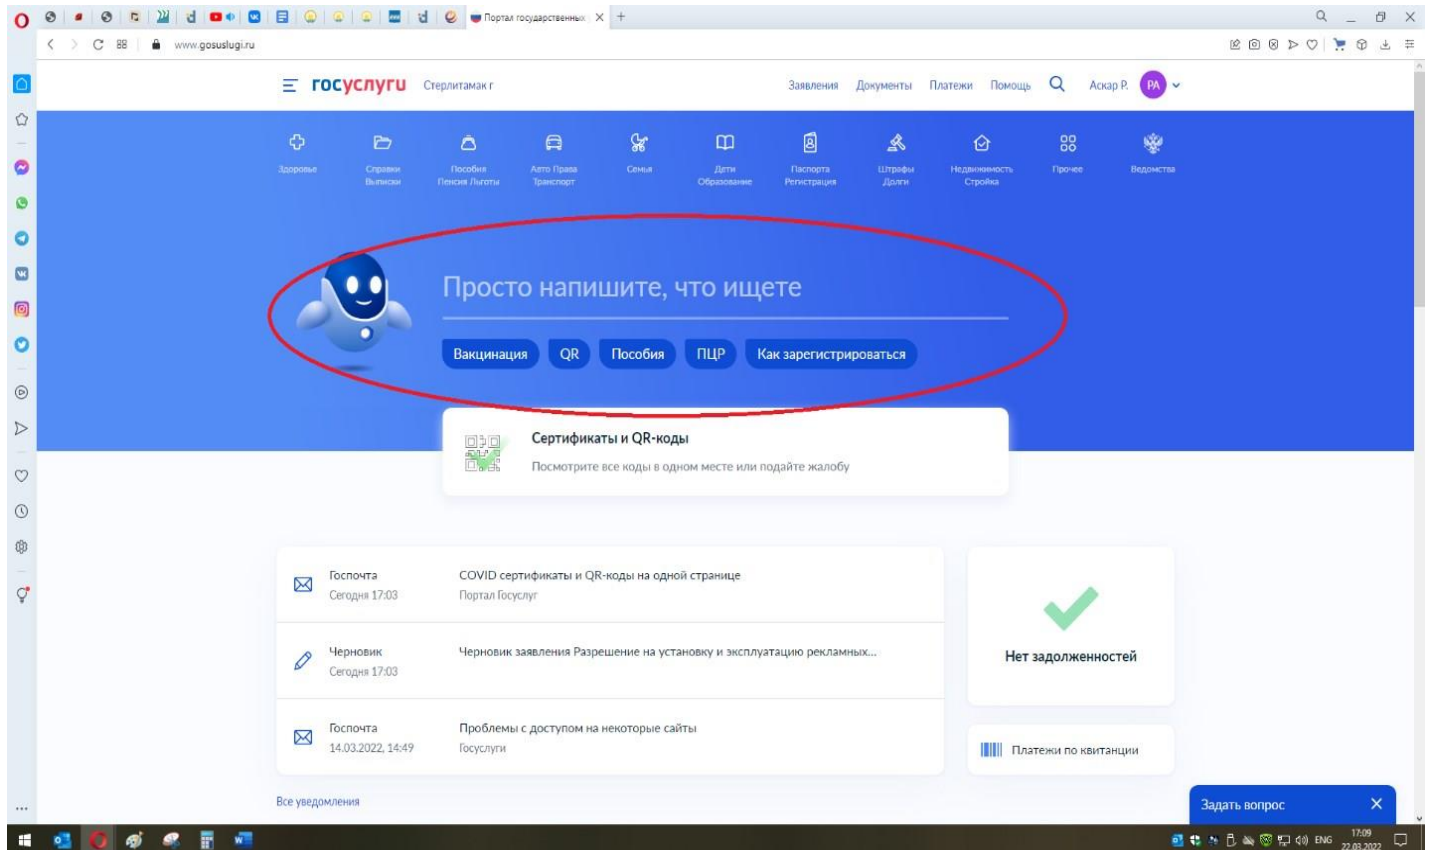 Портал государственных
www.gosuslugi.ru
госуслуги
Стерлитамак г
Заявления
Документы
Платежи
Помощь
Аскар Р.
РА
Здоровье
Справки
Выписки
Пособия
Пенсия Льготы
Авто Права
Транспорт
Семья
Дети
Образование
Паспорта
Регистрация
Штрафы
Долги
Недвижимость
Стройка
Прочее
Ведомства
Просто напишите, что ищете
Вакцинация
QR
Пособия
ПЦР
Как зарегистрироваться
Сертификаты и QR-коды
Посмотрите все коды в одном месте или подайте жалобу
Госпочта
Сегодня 17:03
COVID сертификаты и QR-коды на одной странице
Портал Госуслуг
Черновик
Сегодня 17:03
Черновик заявления Разрешение на установку и эксплуатацию рекламных...
Госпочта
14.03.2022, 14:49
Проблемы с доступом на некоторые сайты
Госуслуги
Нет задолженностей
Платежи по квитанции
Все уведомления
Задать вопрос
ENG
17:09
22.03.2022